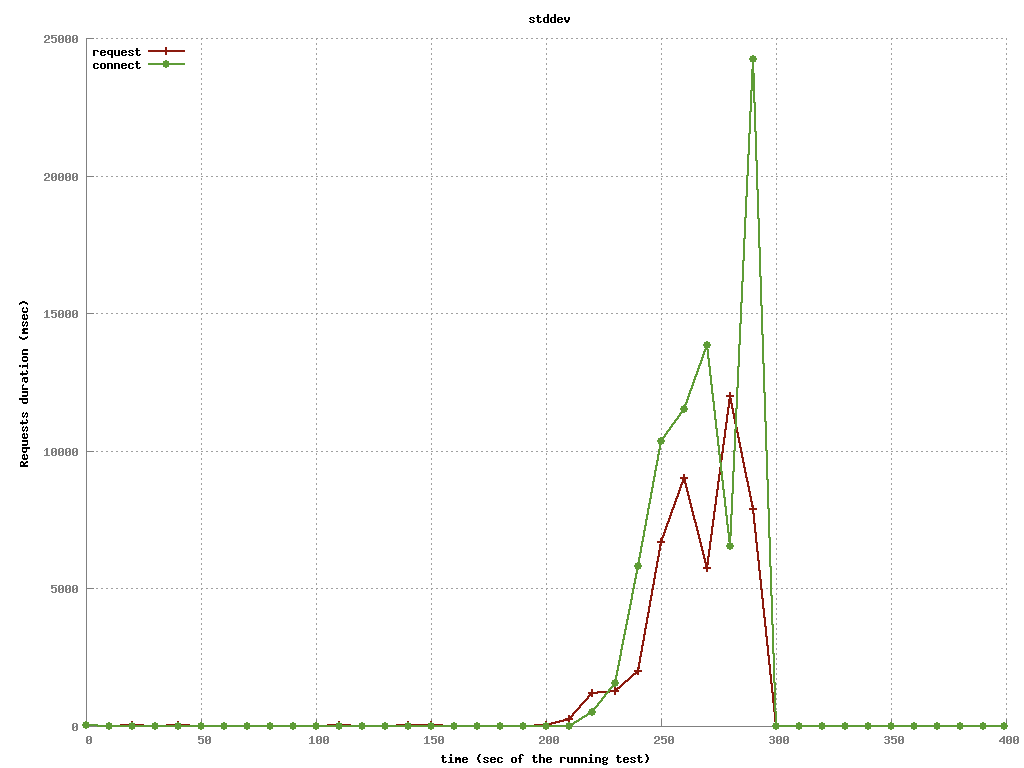 stddev
request
connect
25000
20000
15000
10000
5000
0
0 50 100 150 200 250 300 350 400
Requests duration (msec)
time (sec of the running test)